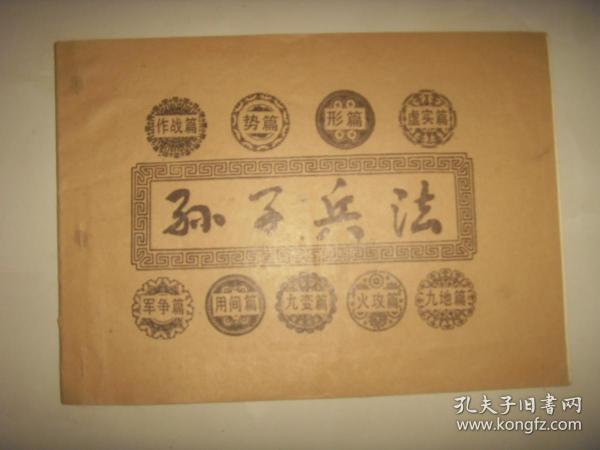 作战篇 势篇 形篇 虚实篇
孙子兵法
军争篇 用间篇 九变篇 火攻篇 九地篇
孔夫子旧书网
www.kongfz.com